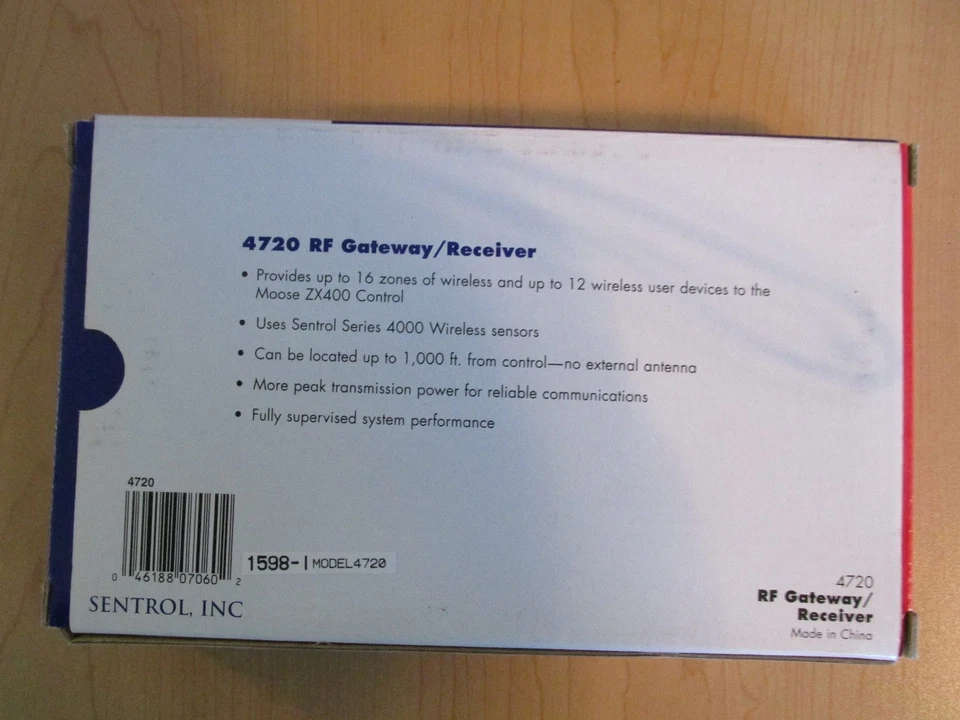 4720 RF Gateway/Receiver
• Provides up to 16 zones of wireless and up to 12 wireless user devices to the
Moose ZX400 Control
• Uses Sentrol Series 4000 Wireless sensors
• Can be located up to 1,000 ft. from control—no external antenna
• More peak transmission power for reliable communications
• Fully supervised system performance
4720
0 46188 07060 2
1598-1 MODEL4720
SENTROL, INC
4720
RF Gateway/
Receiver
Made in China